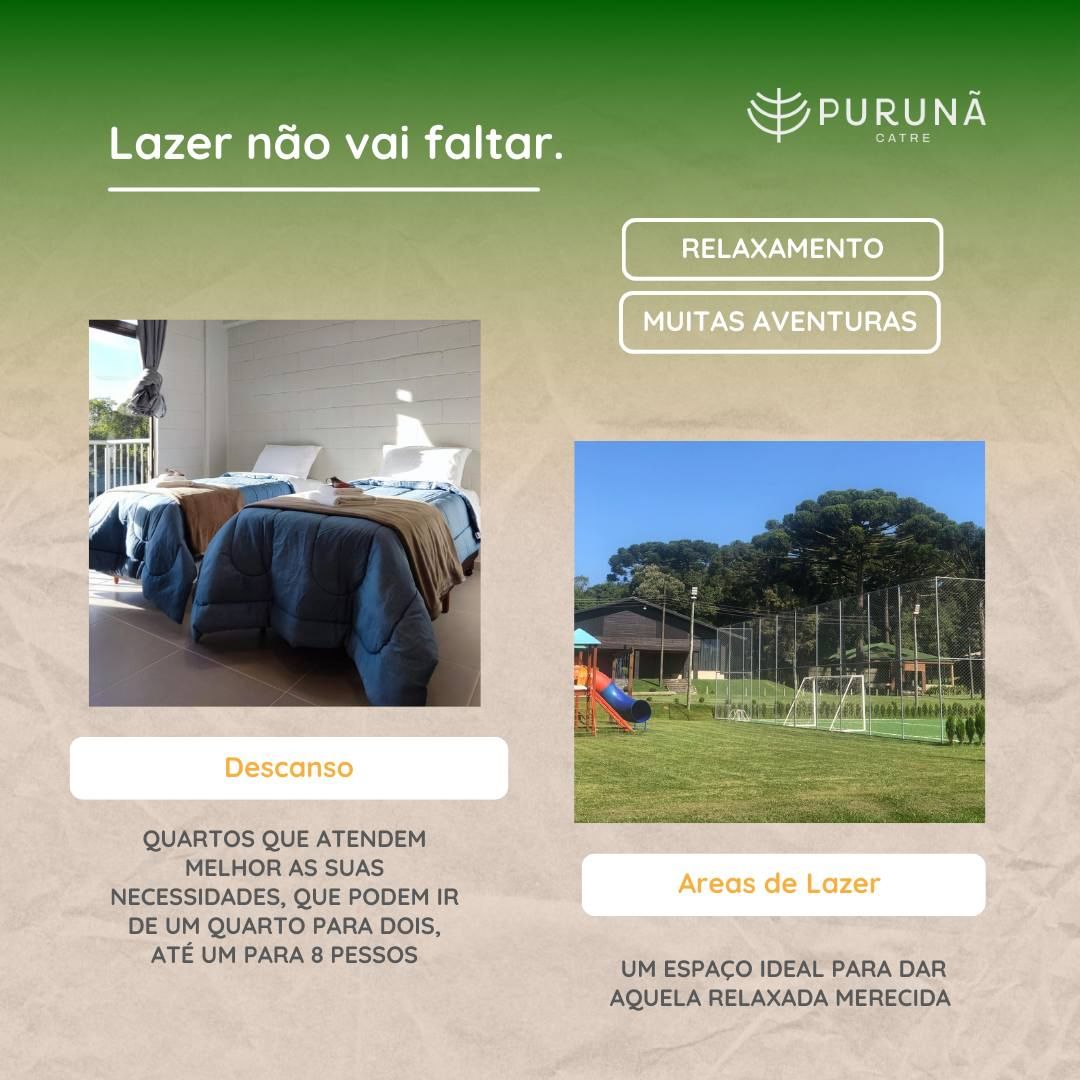 Lazer não vai faltar.
PURUNÃ
CATRE
RELAXAMENTO
MUITAS AVENTURAS
Descanso
QUARTOS QUE ATENDEM
MELHOR AS SUAS
NECESSIDADES, QUE PODEM IR
DE UM QUARTO PARA DOIS,
ATÉ UM PARA 8 PESSOS
Areas de Lazer
UM ESPAÇO IDEAL PARA DAR
AQUELA RELAXADA MERECIDA